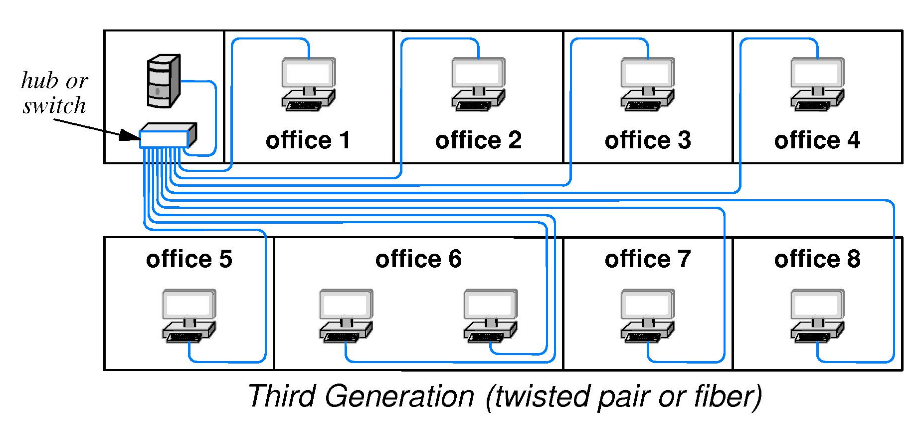 hub or
switch
office 1
office 2
office 3
office 4
office 5
office 6
office 7
office 8
Third Generation (twisted pair or fiber)